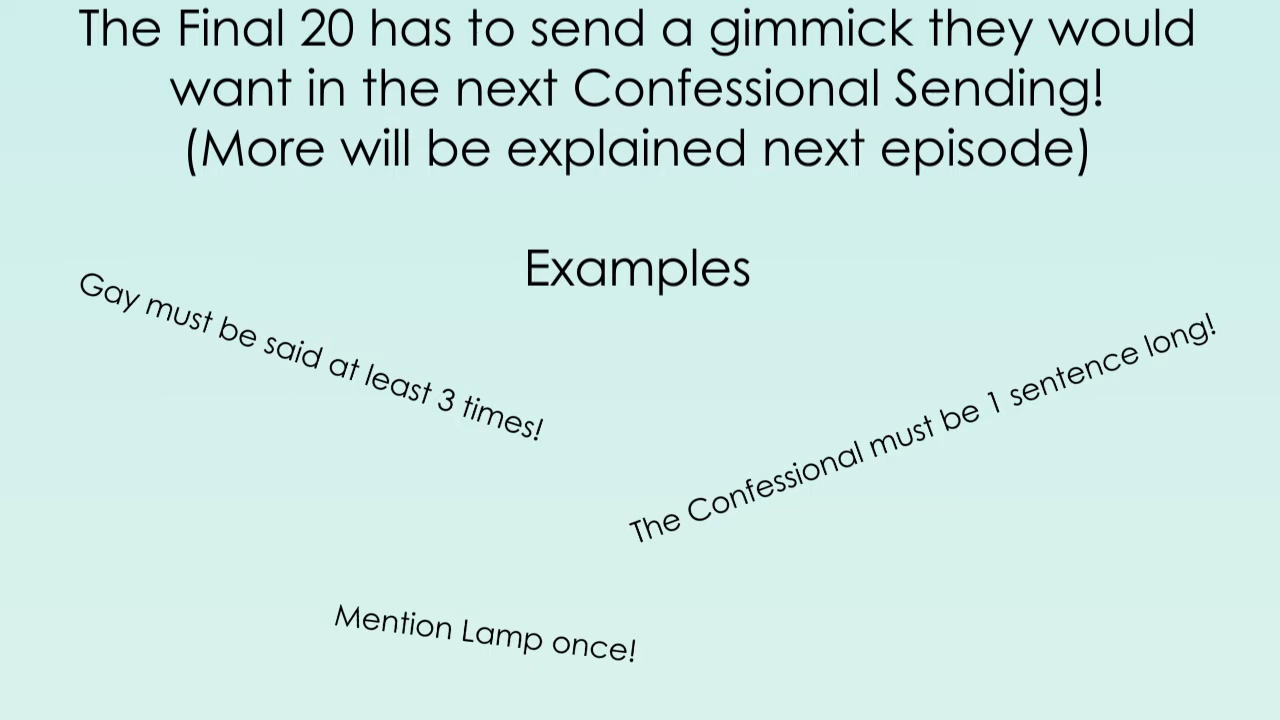 The Final 20 has to send a gimmick they would
want in the next Confessional Sending!
(More will be explained next episode)
Examples
Gay must be said at least 3 times!
The Confessional must be 1 sentence long!
Mention Lamp once!